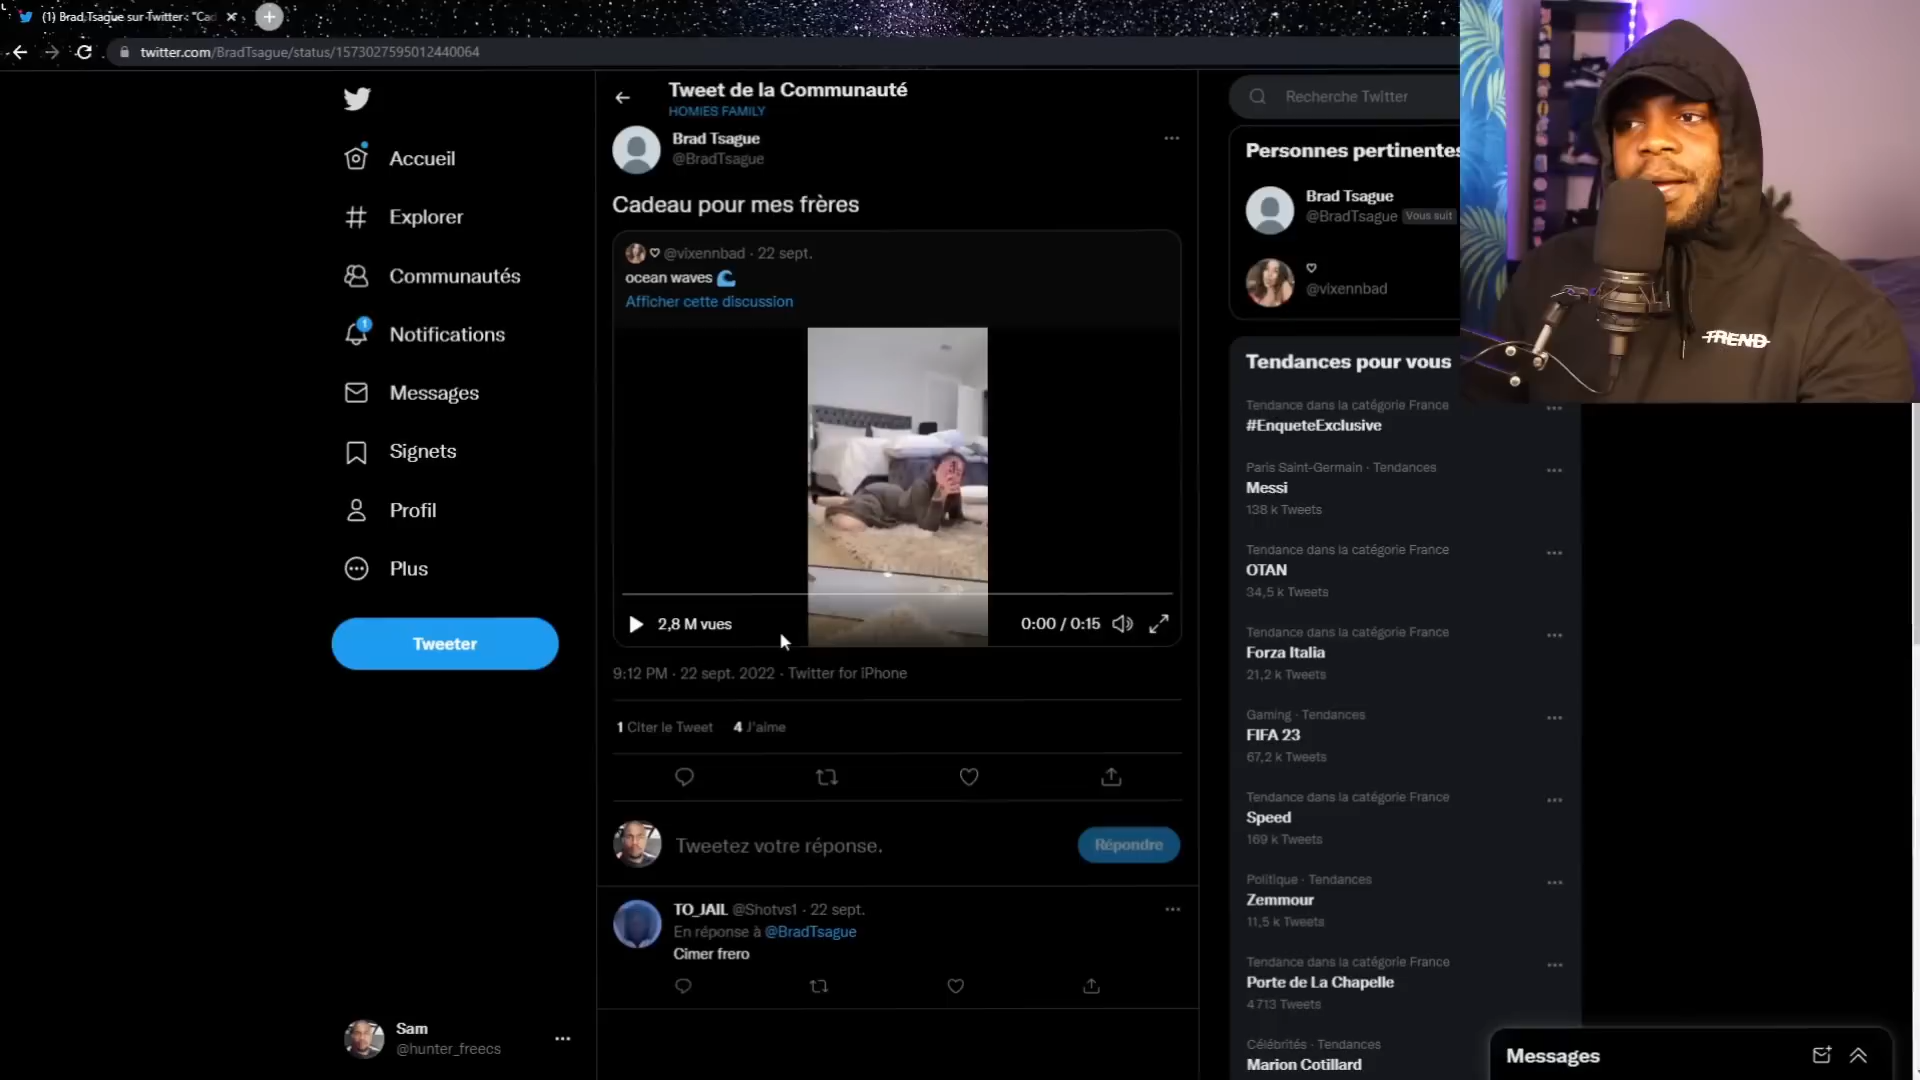 (1) Brad Tsague sur Twitter : "Cad
twitter.com/BradTsague/status/1573027595012440064
Accueil
Explorer
Communautés
1
Notifications
Messages
Signets
Profil
Plus
Tweeter
Sam
@hunter_freecs
Tweet de la Communauté
HOMIES FAMILY
Brad Tsague
@BradTsague
Cadeau pour mes frères
@vixennbad · 22 sept.
ocean waves
Afficher cette discussion
2,8 M vues
0:00 / 0:15
9:12 PM · 22 sept. 2022 · Twitter for iPhone
1 Citer le Tweet 4 J'aime
Tweetez votre réponse.
Répondre
TO_JAIL @Shotvs1 · 22 sept.
En réponse à @BradTsague
Cimer frero
Recherche Twitter
Personnes pertinentes
Brad Tsague
@BradTsague Vous suit
@vixennbad
Tendances pour vous
Tendance dans la catégorie France
#EnqueteExclusive
Paris Saint-Germain · Tendances
Messi
138 k Tweets
Tendance dans la catégorie France
OTAN
34,5 k Tweets
Tendance dans la catégorie France
Forza Italia
21,2 k Tweets
Gaming · Tendances
FIFA 23
67,2 k Tweets
Tendance dans la catégorie France
Speed
169 k Tweets
Politique · Tendances
Zemmour
11,5 k Tweets
Tendance dans la catégorie France
Porte de La Chapelle
4 713 Tweets
Célébrités · Tendances
Marion Cotillard
Messages
TREND